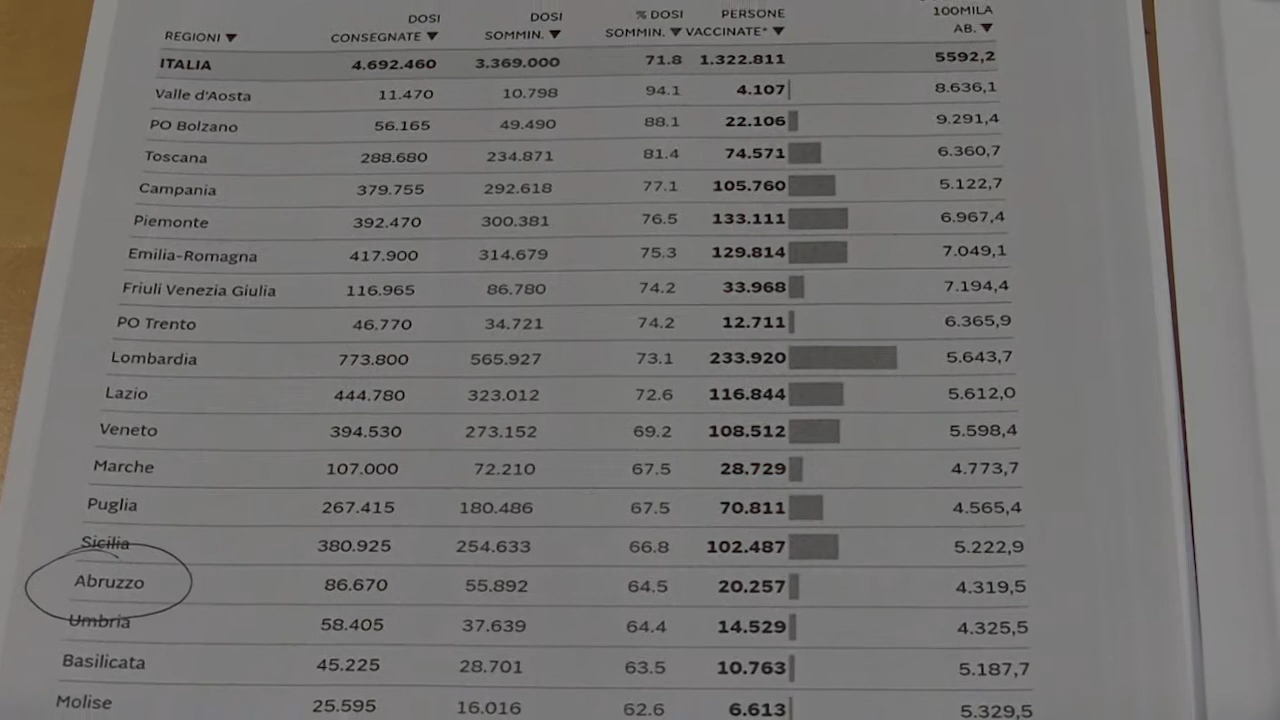 REGIONI ▼ DOSI CONSEGNATE ▼ DOSI SOMMIN. ▼ % DOSI SOMMIN. ▼ PERSONE VACCINATE* ▼ 100MILA AB. ▼
ITALIA 4.692.460 3.369.000 71.8 1.322.811 5592,2
Valle d'Aosta 11.470 10.798 94.1 4.107 8.636,1
PO Bolzano 56.165 49.490 88.1 22.106 9.291,4
Toscana 288.680 234.871 81.4 74.571 6.360,7
Campania 379.755 292.618 77.1 105.760 5.122,7
Piemonte 392.470 300.381 76.5 133.111 6.967,4
Emilia-Romagna 417.900 314.679 75.3 129.814 7.049,1
Friuli Venezia Giulia 116.965 86.780 74.2 33.968 7.194,4
PO Trento 46.770 34.721 74.2 12.711 6.365,9
Lombardia 773.800 565.927 73.1 233.920 5.643,7
Lazio 444.780 323.012 72.6 116.844 5.612,0
Veneto 394.530 273.152 69.2 108.512 5.598,4
Marche 107.000 72.210 67.5 28.729 4.773,7
Puglia 267.415 180.486 67.5 70.811 4.565,4
Sicilia 380.925 254.633 66.8 102.487 5.222,9
Abruzzo 86.670 55.892 64.5 20.257 4.319,5
Umbria 58.405 37.639 64.4 14.529 4.325,5
Basilicata 45.225 28.701 63.5 10.763 5.187,7
Molise 25.595 16.016 62.6 6.613 5.329,5